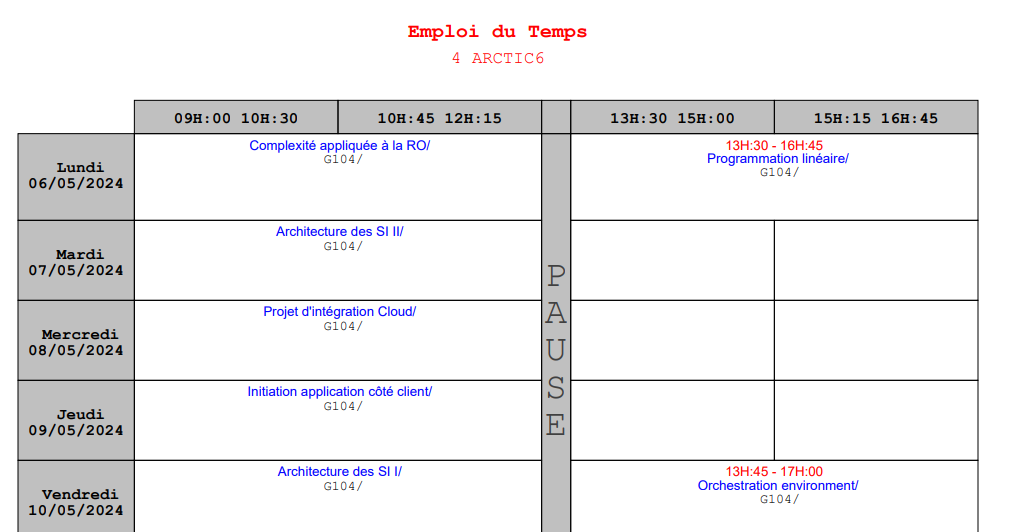 Emploi du Temps
4 ARCTIC6
09H:00 10H:30
10H:45 12H:15
13H:30 15H:00
15H:15 16H:45
Lundi
06/05/2024
Complexité appliquée à la RO/
G104/
13H:30 - 16H:45
Programmation linéaire/
G104/
Mardi
07/05/2024
Architecture des SI II/
G104/
Mercredi
08/05/2024
Projet d'intégration Cloud/
G104/
Jeudi
09/05/2024
Initiation application côté client/
G104/
Vendredi
10/05/2024
Architecture des SI I/
G104/
13H:45 - 17H:00
Orchestration environment/
G104/
P
A
U
S
E